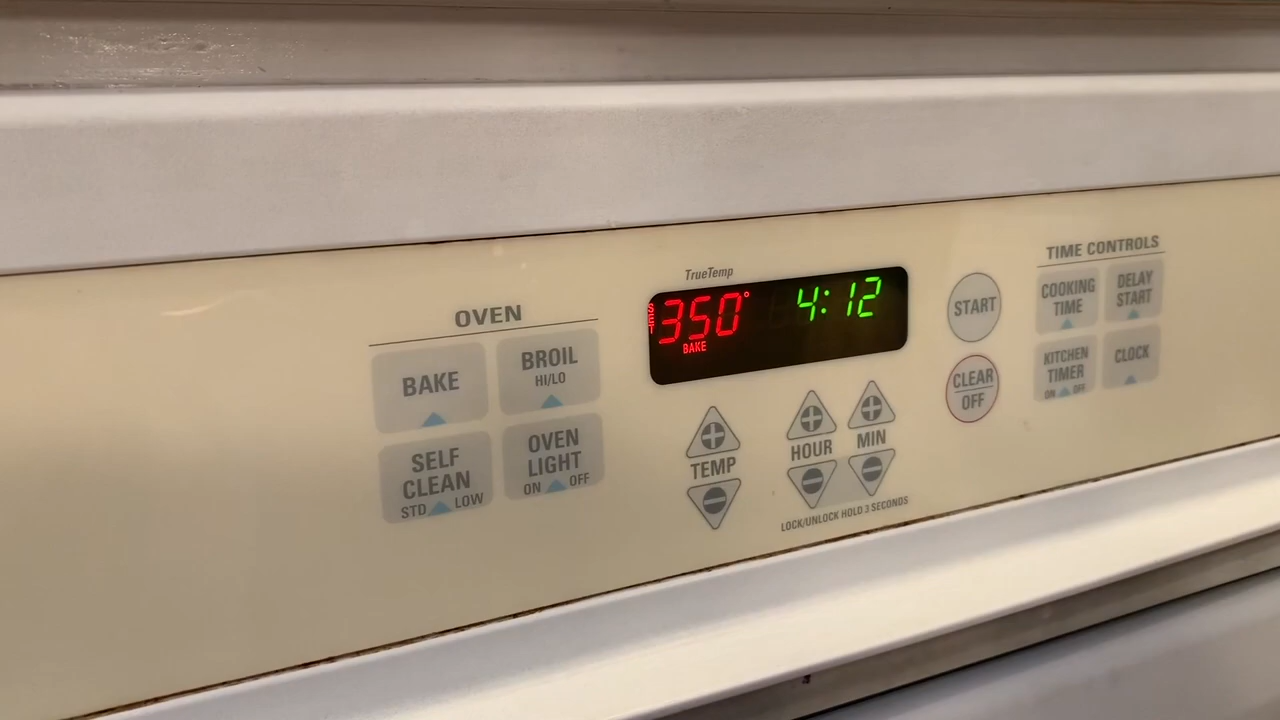 TrueTemp
SET
350°
BAKE
4:12
OVEN
BAKE
BROIL
HI/LO
SELF
CLEAN
STD LOW
OVEN
LIGHT
ON OFF
TEMP
HOUR
MIN
LOCK/UNLOCK HOLD 3 SECONDS
START
CLEAR
OFF
TIME CONTROLS
COOKING
TIME
DELAY
START
KITCHEN
TIMER
ON OFF
CLOCK